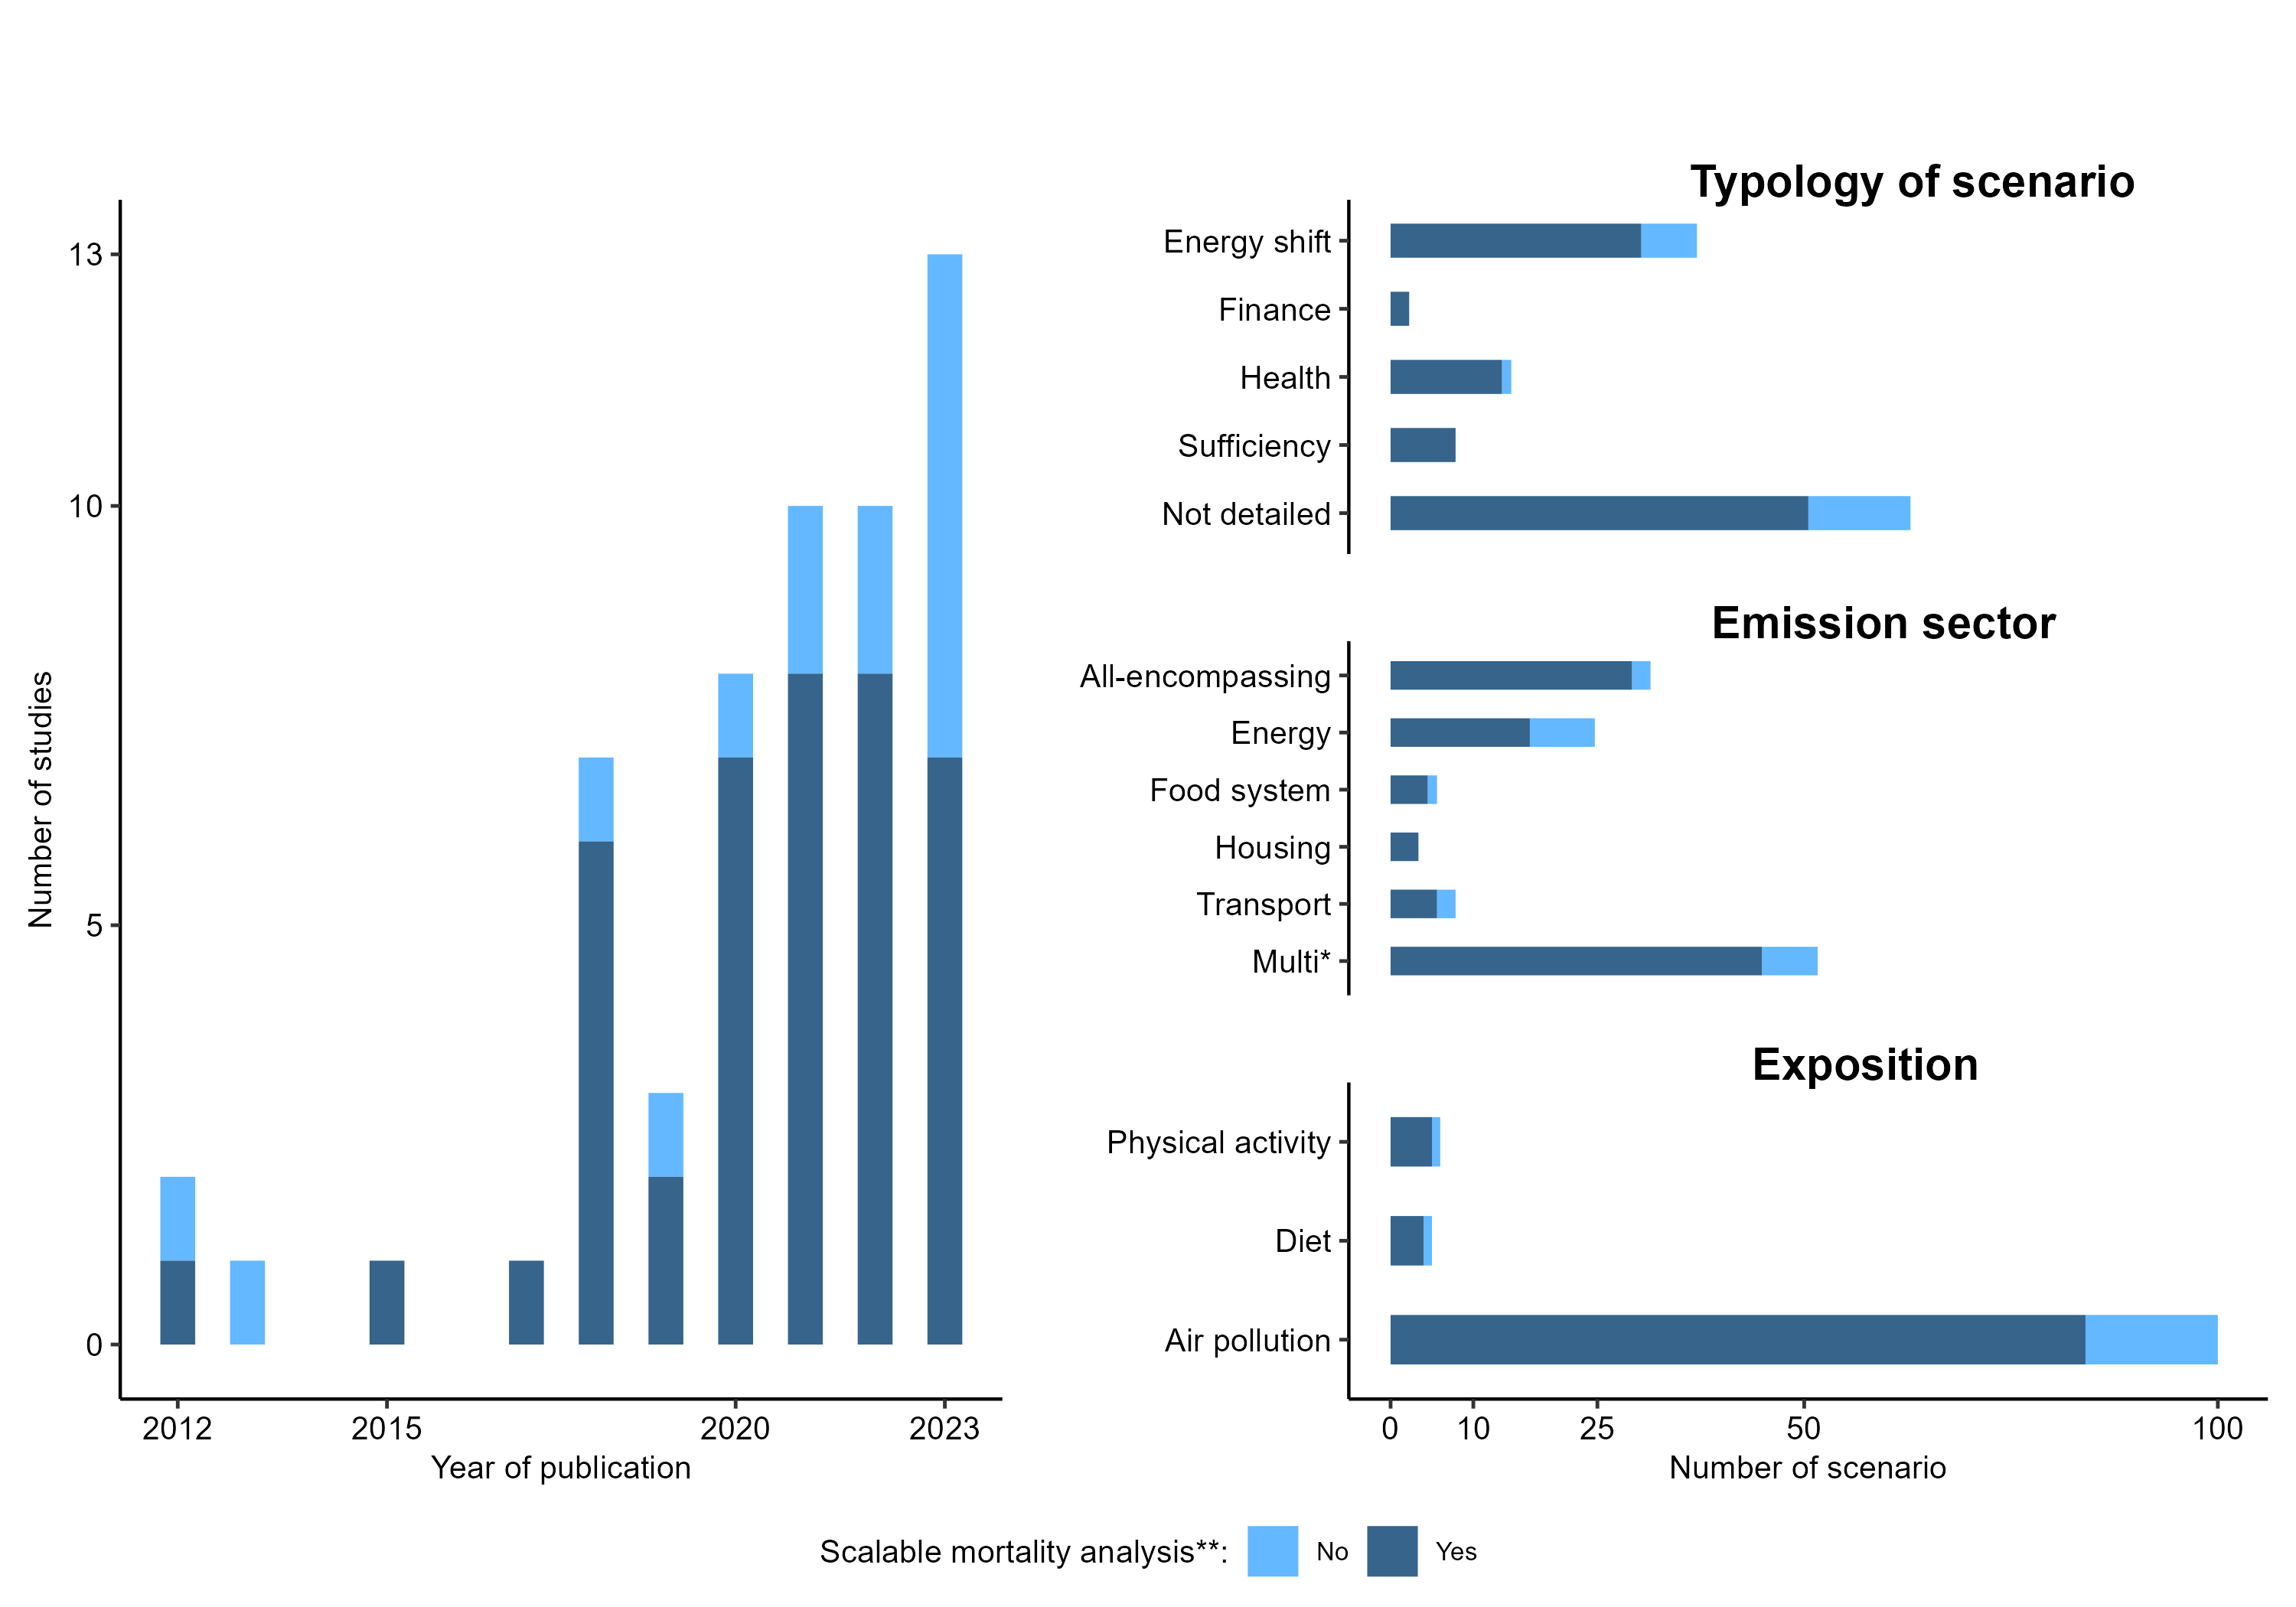 Number of studies
13
10
5
0
2012
2015
2020
2023
Year of publication
Typology of scenario
Energy shift
Finance
Health
Sufficiency
Not detailed
Emission sector
All-encompassing
Energy
Food system
Housing
Transport
Multi*
Exposition
Physical activity
Diet
Air pollution
0
10
25
50
100
Number of scenario
Scalable mortality analysis**: No Yes